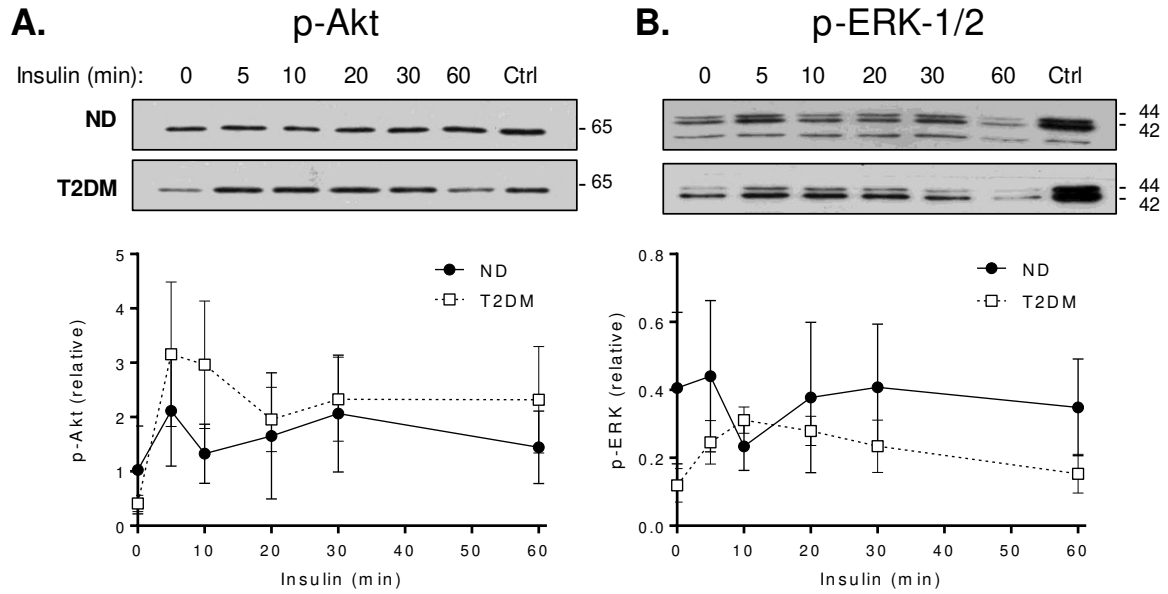 A. p-Akt
Insulin (min): 0 5 10 20 30 60 Ctrl
ND - 65
T2DM - 65
5
4
3
2
1
0
p-Akt (relative)
ND
T2DM
0 10 20 30 40 50 60
Insulin (min)
B. p-ERK-1/2
0 5 10 20 30 60 Ctrl
- 44
- 42
- 44
- 42
0.8
0.6
0.4
0.2
0.0
p-ERK (relative)
ND
T2DM
0 10 20 30 40 50 60
Insulin (min)